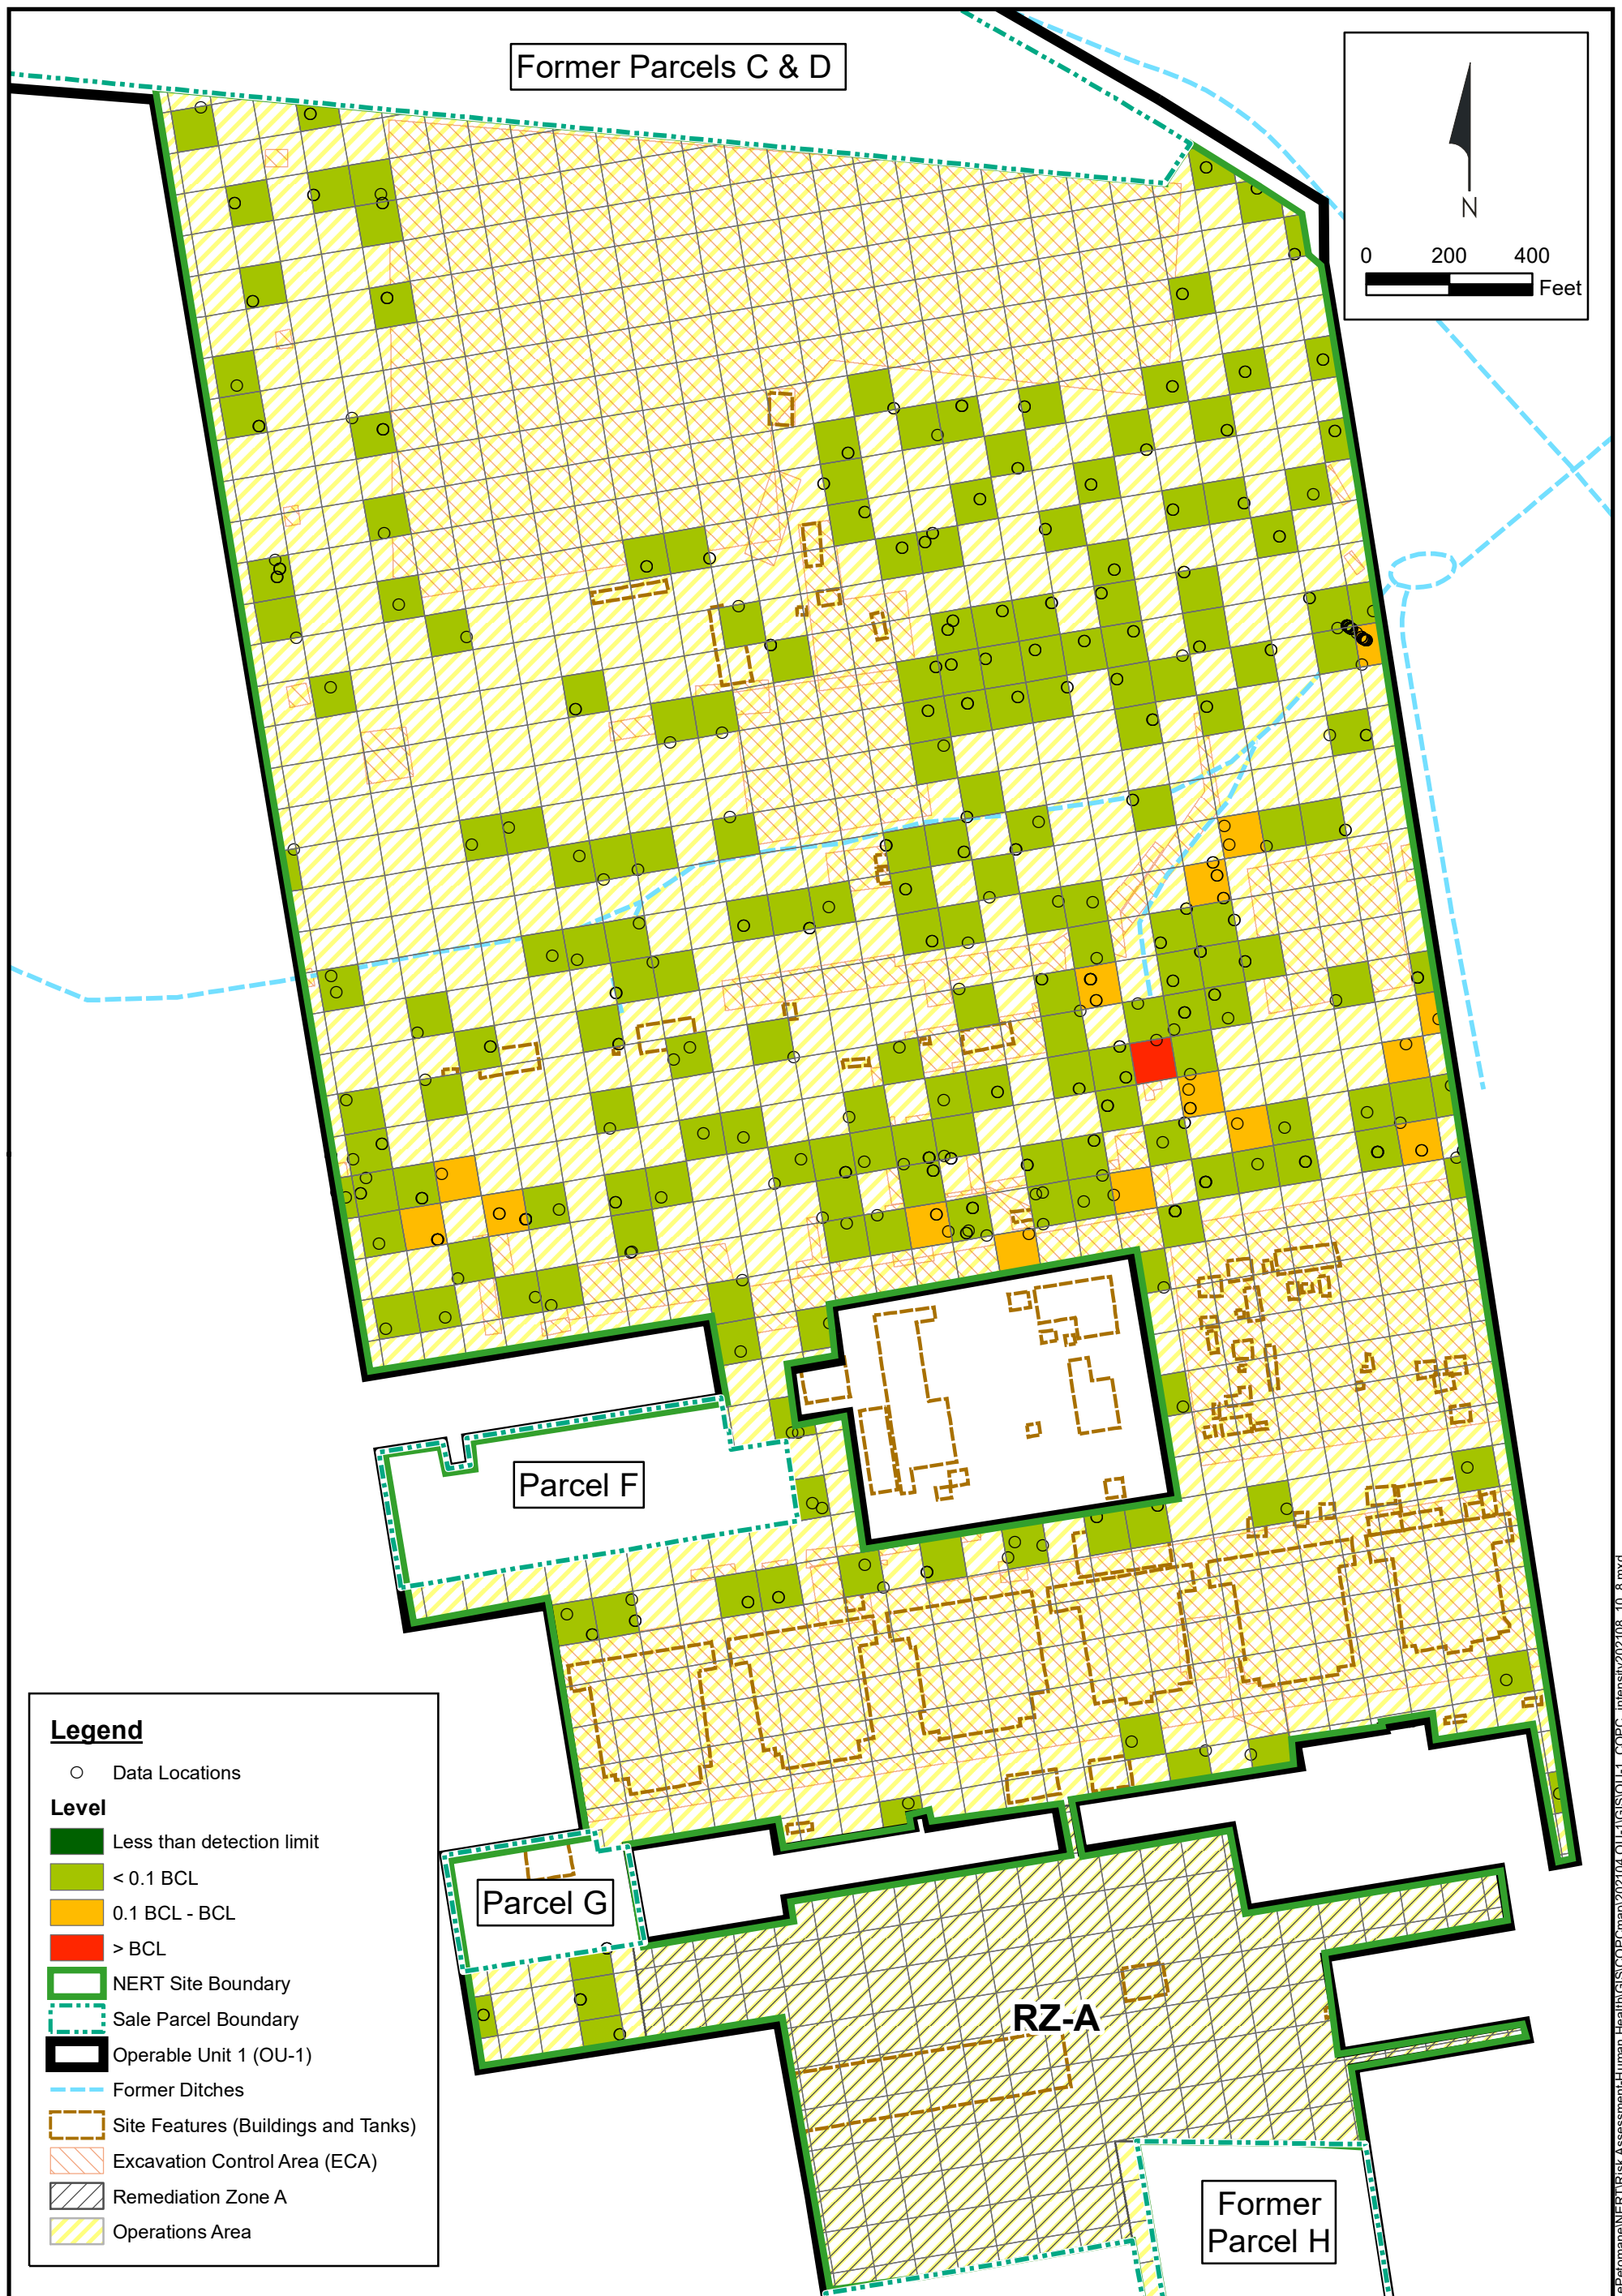 Former Parcels C & D
N
0 200 400
Feet
Parcel F
Parcel G
RZ-A
Former
Parcel H
Legend
Data Locations
Level
Less than detection limit
< 0.1 BCL
0.1 BCL - BCL
> BCL
NERT Site Boundary
Sale Parcel Boundary
Operable Unit 1 (OU-1)
Former Ditches
Site Features (Buildings and Tanks)
Excavation Control Area (ECA)
Remediation Zone A
Operations Area